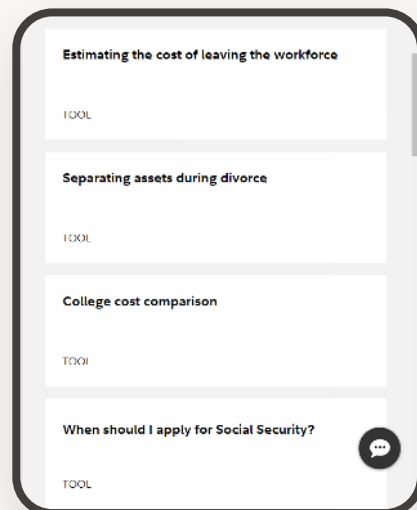 Estimating the cost of leaving the workforce
TOOL
Separating assets during divorce
TOOL
College cost comparison
TOOL
When should I apply for Social Security?
TOOL